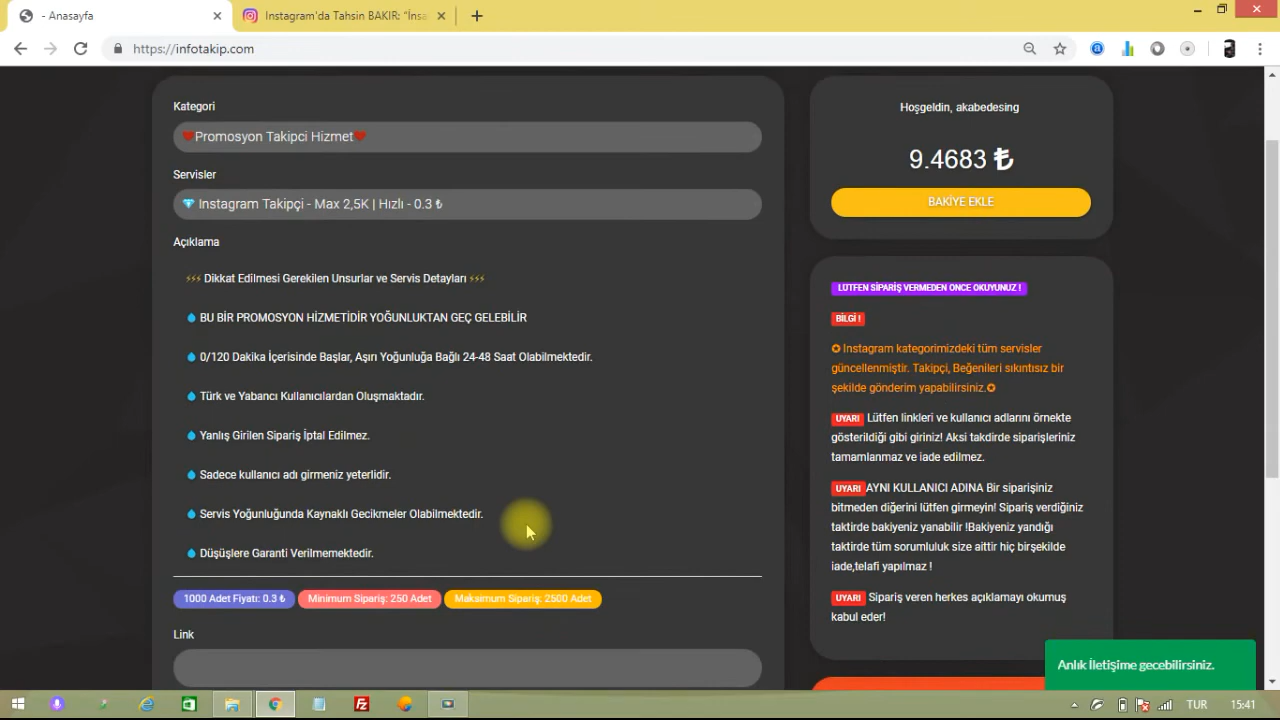 - Anasayfa
Instagram'da Tahsin BAKIR: "İnsa
https://infotakip.com
Kategori
Promosyon Takipci Hizmet
Servisler
Instagram Takipçi - Max 2,5K | Hızlı - 0.3 ₺
Açıklama
⚡⚡⚡ Dikkat Edilmesi Gerekilen Unsurlar ve Servis Detayları ⚡⚡⚡
BU BİR PROMOSYON HİZMETİDİR YOĞUNLUKTAN GEÇ GELEBİLİR
0/120 Dakika İçerisinde Başlar, Aşırı Yoğunluğa Bağlı 24-48 Saat Olabilmektedir.
Türk ve Yabancı Kullanıcılardan Oluşmaktadır.
Yanlış Girilen Sipariş İptal Edilmez.
Sadece kullanıcı adı girmeniz yeterlidir.
Servis Yoğunluğunda Kaynaklı Gecikmeler Olabilmektedir.
Düşüşlere Garanti Verilmemektedir.
1000 Adet Fiyatı: 0.3 ₺ Minimum Sipariş: 250 Adet Maksimum Sipariş: 2500 Adet
Link
Hoşgeldin, akabedesing
9.4683 ₺
BAKİYE EKLE
LÜTFEN SİPARİŞ VERMEDEN ÖNCE OKUYUNUZ !
BİLGİ !
✪ Instagram kategorimizdeki tüm servisler
güncellenmiştir. Takipçi, Beğenileri sıkıntısız bir
şekilde gönderim yapabilirsiniz.✪
UYARI Lütfen linkleri ve kullanıcı adlarını örnekte
gösterildiği gibi giriniz! Aksi takdirde siparişleriniz
tamamlanmaz ve iade edilmez.
UYARI AYNI KULLANICI ADINA Bir siparişiniz
bitmeden diğerini lütfen girmeyin! Sipariş verdiğiniz
taktirde bakiyeniz yanabilir !Bakiyeniz yandığı
taktirde tüm sorumluluk size aittir hiç birşekilde
iade,telafi yapılmaz !
UYARI Sipariş veren herkes açıklamayı okumuş
kabul eder!
Anlık İletişime gecebilirsiniz.
TUR 15:41